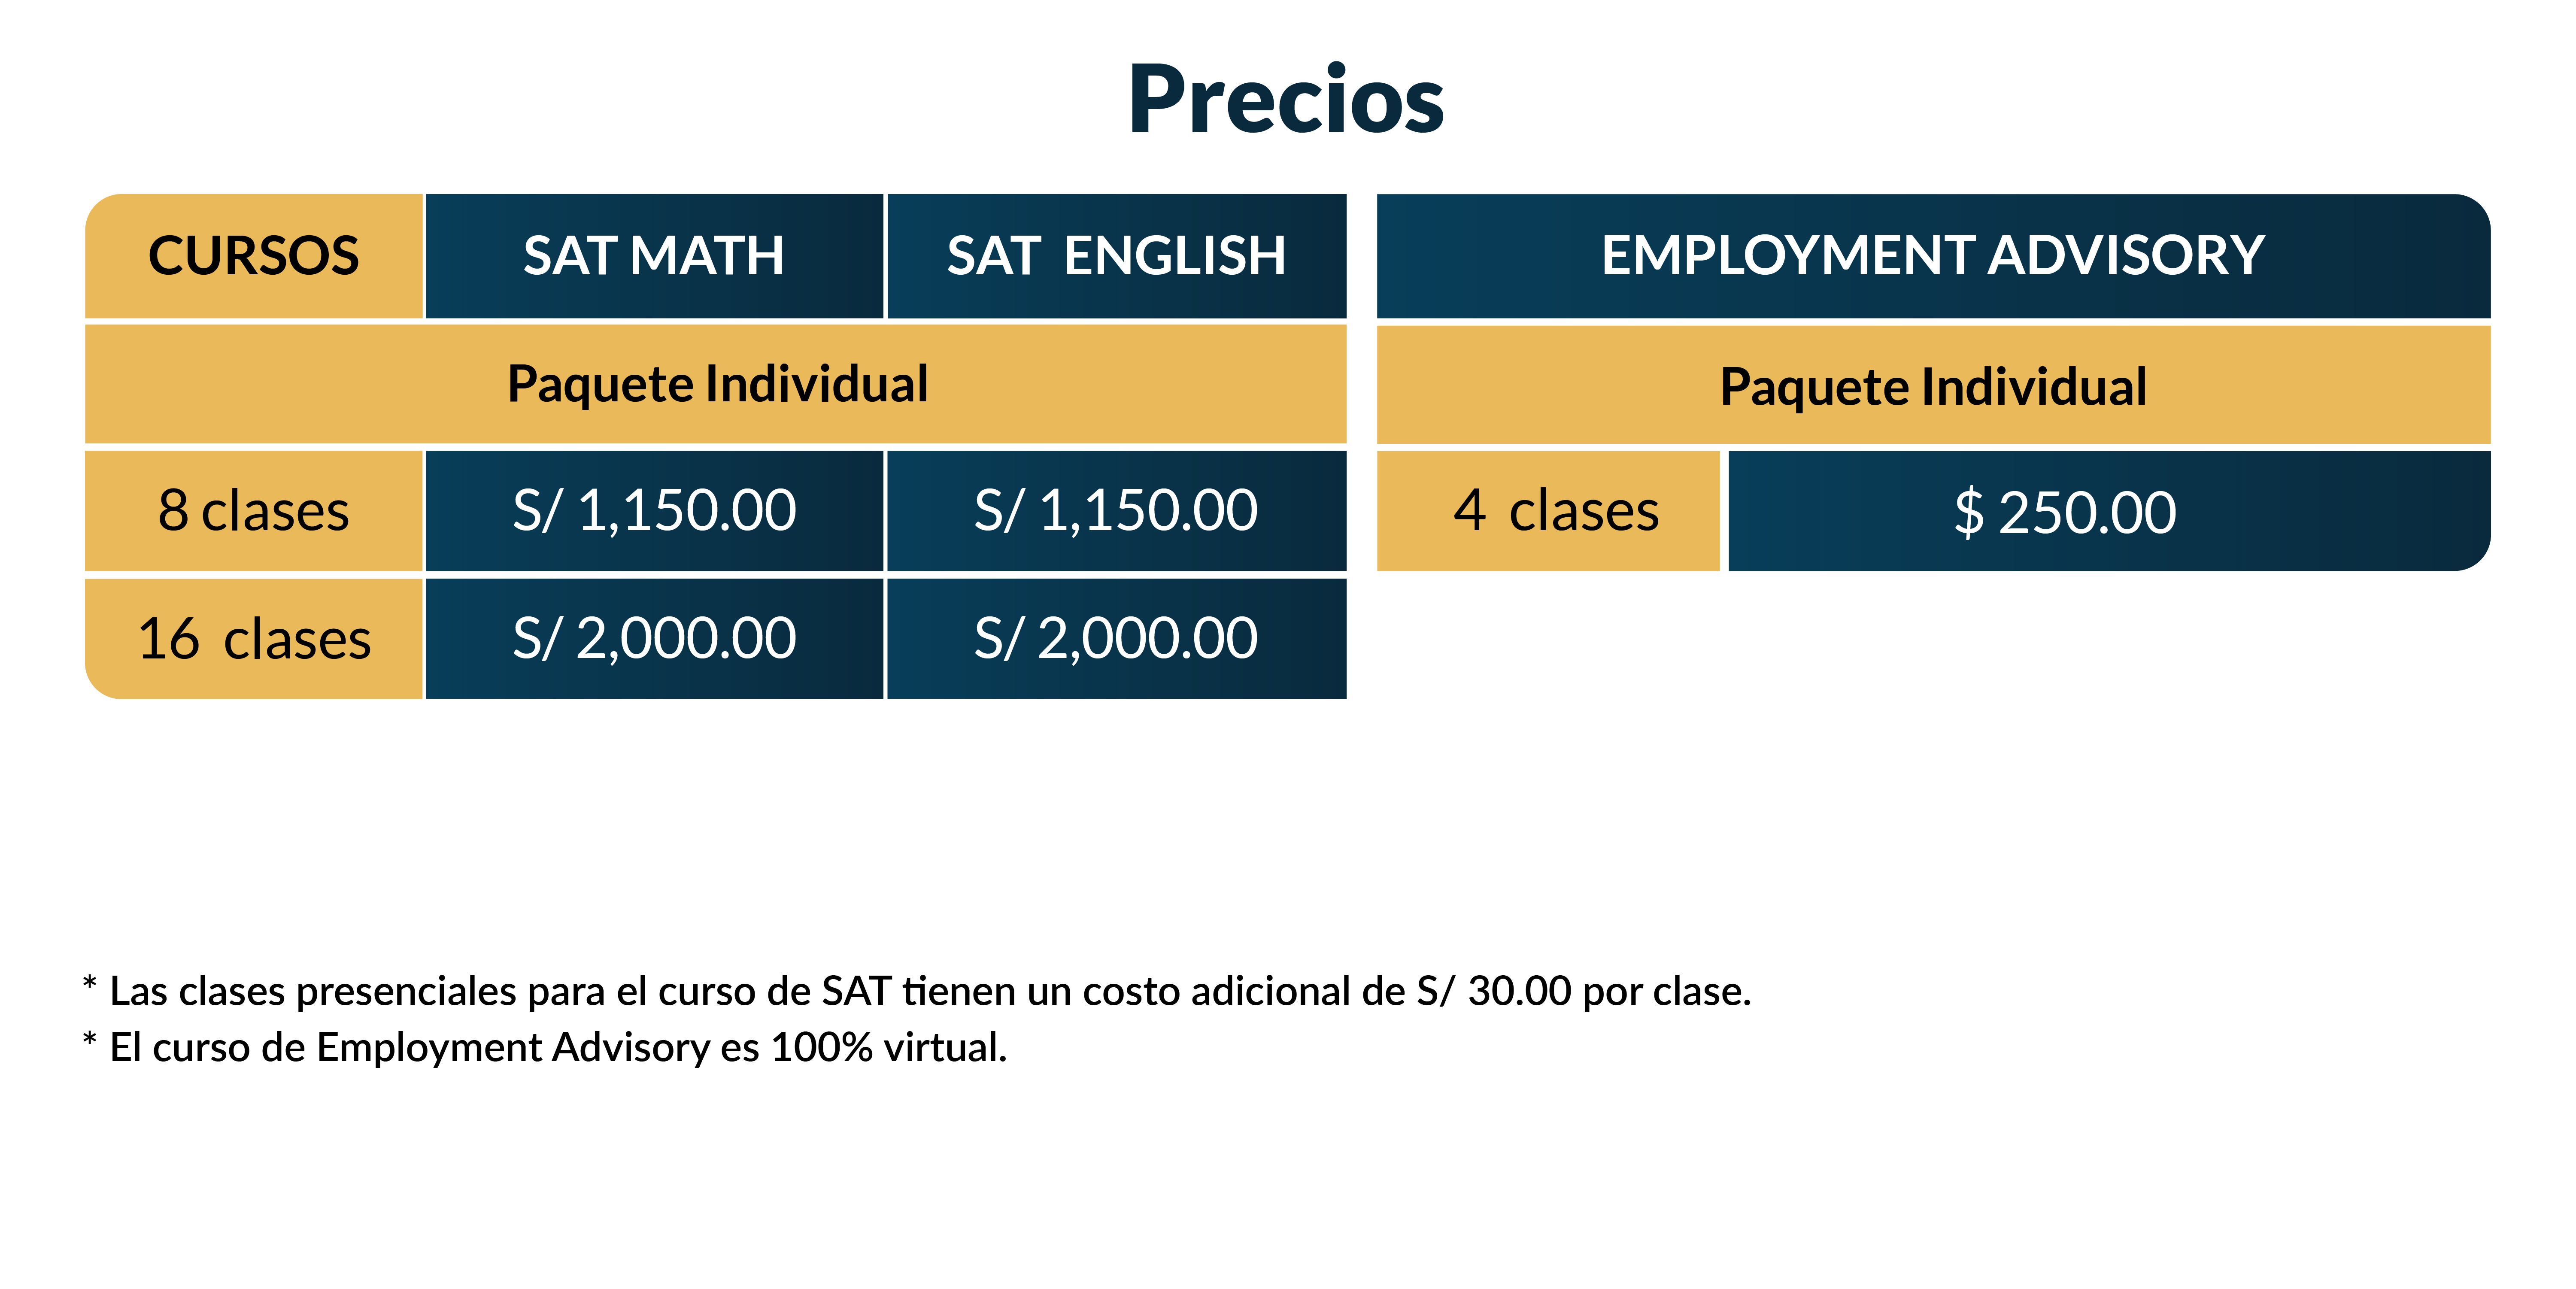 Precios
CURSOS SAT MATH SAT ENGLISH
Paquete Individual
8 clases S/ 1,150.00 S/ 1,150.00
16 clases S/ 2,000.00 S/ 2,000.00
EMPLOYMENT ADVISORY
Paquete Individual
4 clases $ 250.00
* Las clases presenciales para el curso de SAT tienen un costo adicional de S/ 30.00 por clase.
* El curso de Employment Advisory es 100% virtual.